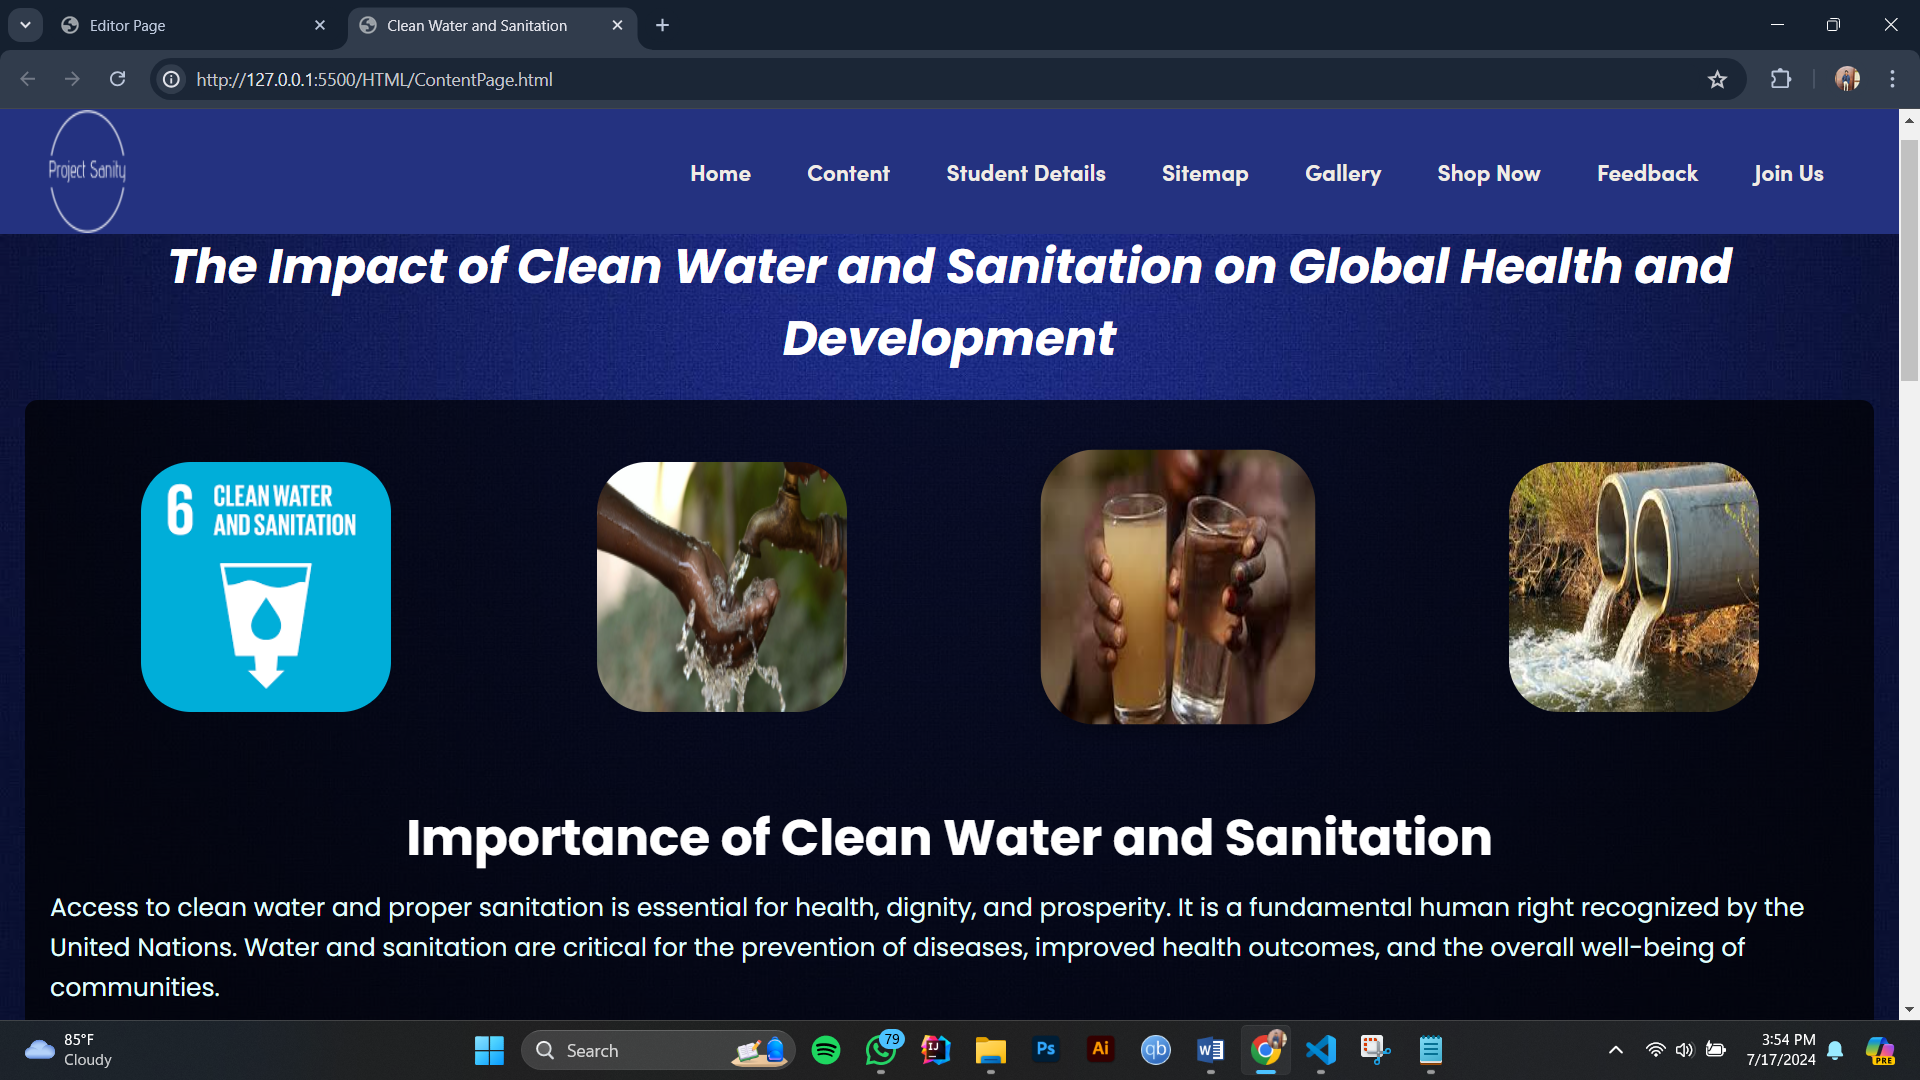 Editor Page
Clean Water and Sanitation
http://127.0.0.1:5500/HTML/ContentPage.html
Project Sanity
Home Content Student Details Sitemap Gallery Shop Now Feedback Join Us
The Impact of Clean Water and Sanitation on Global Health and
Development
6 CLEAN WATER
AND SANITATION
Importance of Clean Water and Sanitation
Access to clean water and proper sanitation is essential for health, dignity, and prosperity. It is a fundamental human right recognized by the
United Nations. Water and sanitation are critical for the prevention of diseases, improved health outcomes, and the overall well-being of
communities.
85°F
Cloudy
Search
79
IJ
Ps
Ai
qb
W
PRE
3:54 PM
7/17/2024